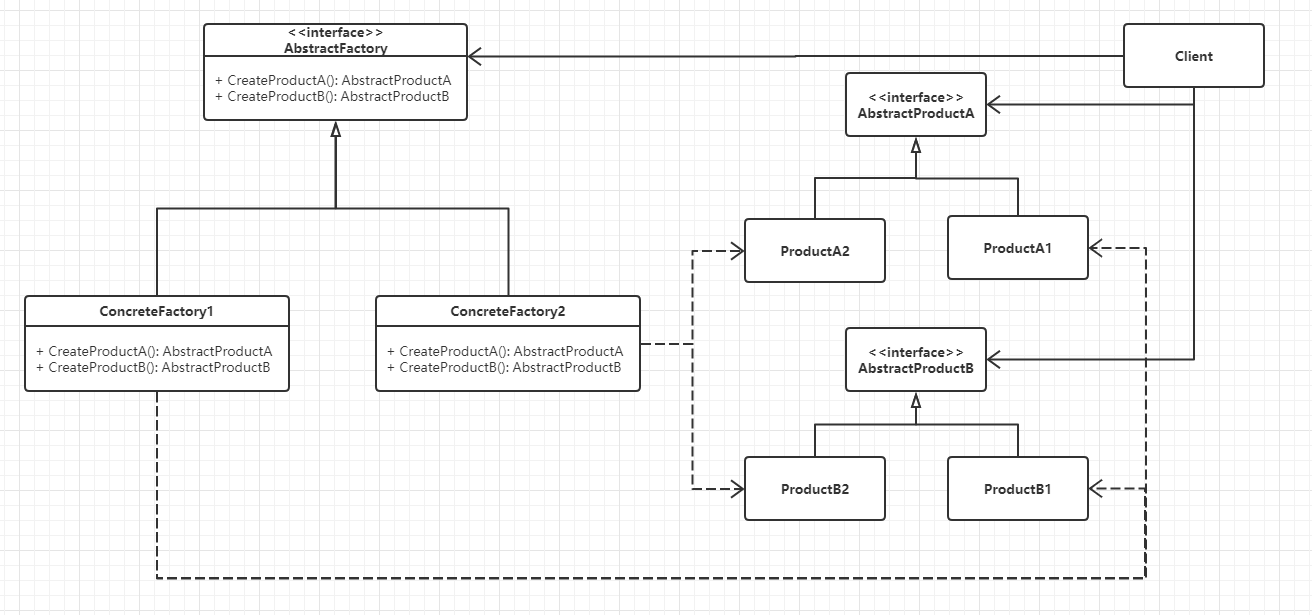 <<interface>>
AbstractFactory
+ CreateProductA(): AbstractProductA
+ CreateProductB(): AbstractProductB
Client
<<interface>>
AbstractProductA
ProductA2
ProductA1
ConcreteFactory1
+ CreateProductA(): AbstractProductA
+ CreateProductB(): AbstractProductB
ConcreteFactory2
+ CreateProductA(): AbstractProductA
+ CreateProductB(): AbstractProductB
<<interface>>
AbstractProductB
ProductB2
ProductB1